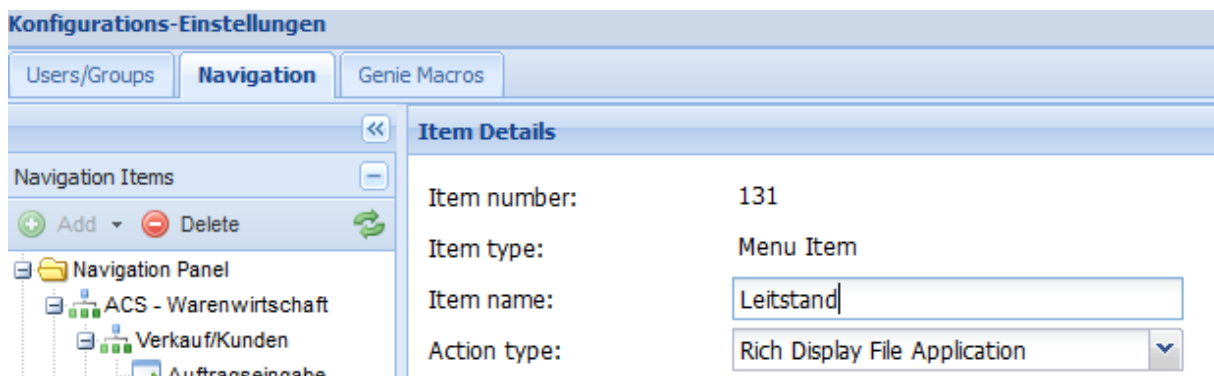 Konfigurations-Einstellungen
Users/Groups Navigation Genie Macros
Item Details
Navigation Items
Add Delete
Navigation Panel
ACS - Warenwirtschaft
Verkauf/Kunden
Auftragseingabe
Item number: 131
Item type: Menu Item
Item name: Leitstand
Action type: Rich Display File Application